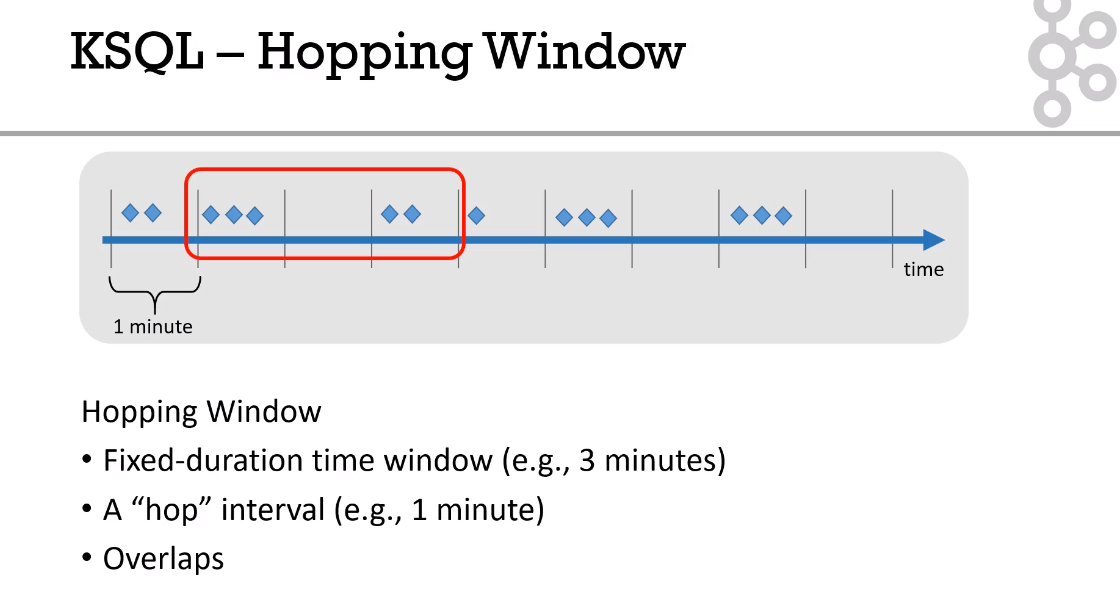 KSQL – Hopping Window
time
1 minute
Hopping Window
• Fixed-duration time window (e.g., 3 minutes)
• A “hop” interval (e.g., 1 minute)
• Overlaps